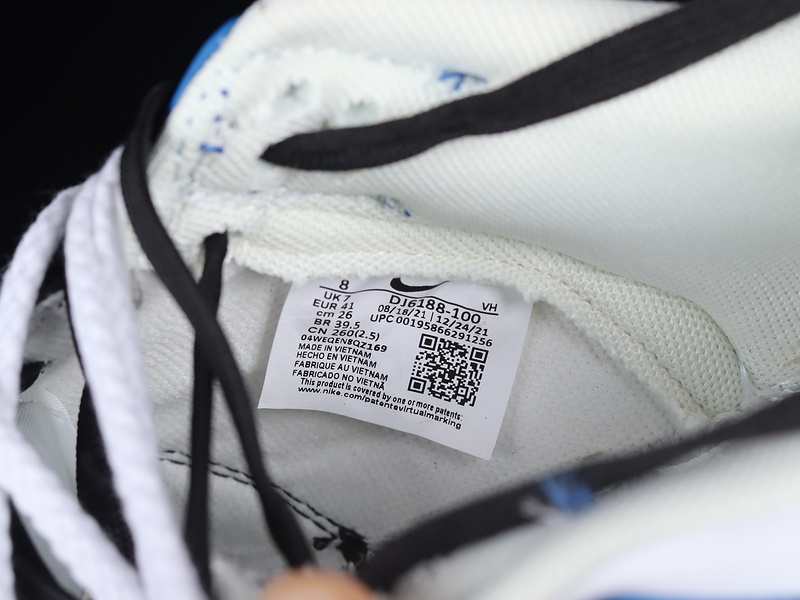 8
UK 7
EUR 41
cm 26
BR 39.5
CN 260(2.5)
DJ6188-100 VH
08/18/21 | 12/24/21
UPC 00195866291256
04WEQEN8QZ169
MADE IN VIETNAM
HECHO EN VIETNAM
FABRIQUE AU VIETNAM
FABRICADO NO VIETNÃ
This product is covered by one or more patents:
www.nike.com/patentsvirtualmarking